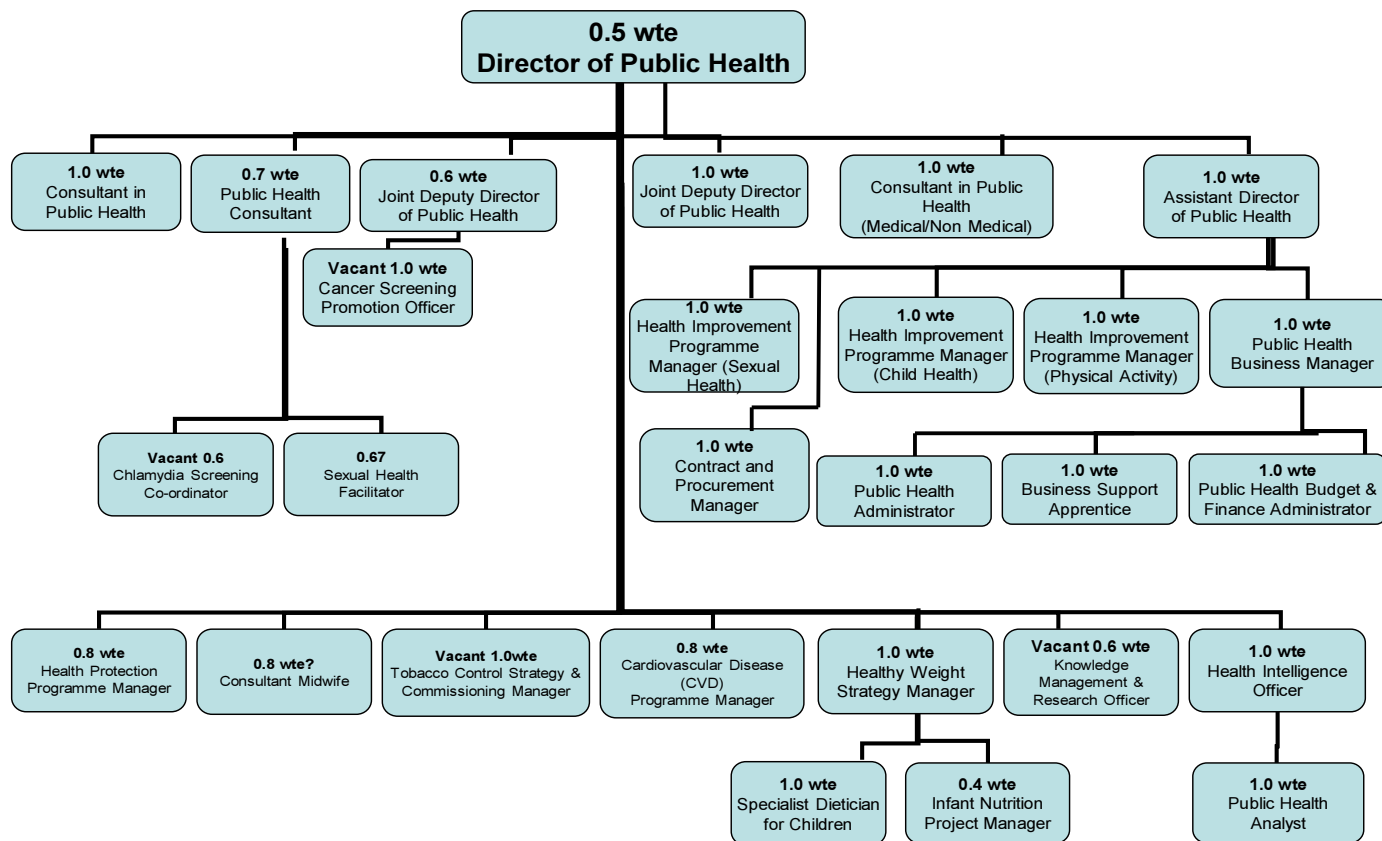 0.5 wte
Director of Public Health
1.0 wte
Consultant in
Public Health
0.7 wte
Public Health
Consultant
0.6 wte
Joint Deputy Director
of Public Health
1.0 wte
Joint Deputy Director
of Public Health
1.0 wte
Consultant in Public
Health
(Medical/Non Medical)
1.0 wte
Assistant Director
of Public Health
Vacant 1.0 wte
Cancer Screening
Promotion Officer
1.0 wte
Health Improvement
Programme
Manager (Sexual
Health)
1.0 wte
Health Improvement
Programme Manager
(Child Health)
1.0 wte
Health Improvement
Programme Manager
(Physical Activity)
1.0 wte
Public Health
Business Manager
Vacant 0.6
Chlamydia Screening
Co-ordinator
0.67
Sexual Health
Facilitator
1.0 wte
Contract and
Procurement
Manager
1.0 wte
Public Health
Administrator
1.0 wte
Business Support
Apprentice
1.0 wte
Public Health Budget &
Finance Administrator
0.8 wte
Health Protection
Programme Manager
0.8 wte?
Consultant Midwife
Vacant 1.0wte
Tobacco Control Strategy &
Commissioning Manager
0.8 wte
Cardiovascular Disease
(CVD)
Programme Manager
1.0 wte
Healthy Weight
Strategy Manager
Vacant 0.6 wte
Knowledge
Management &
Research Officer
1.0 wte
Health Intelligence
Officer
1.0 wte
Specialist Dietician
for Children
0.4 wte
Infant Nutrition
Project Manager
1.0 wte
Public Health
Analyst